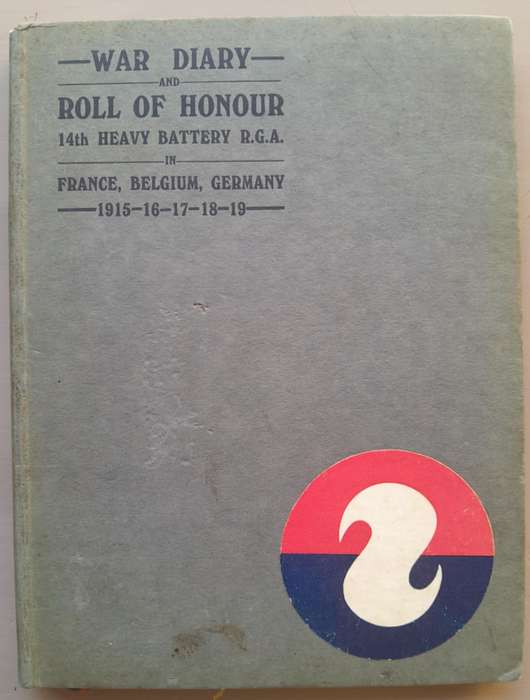 WAR DIARY
AND
ROLL OF HONOUR
14th HEAVY BATTERY R.G.A.
IN
FRANCE, BELGIUM, GERMANY
1915-16-17-18-19